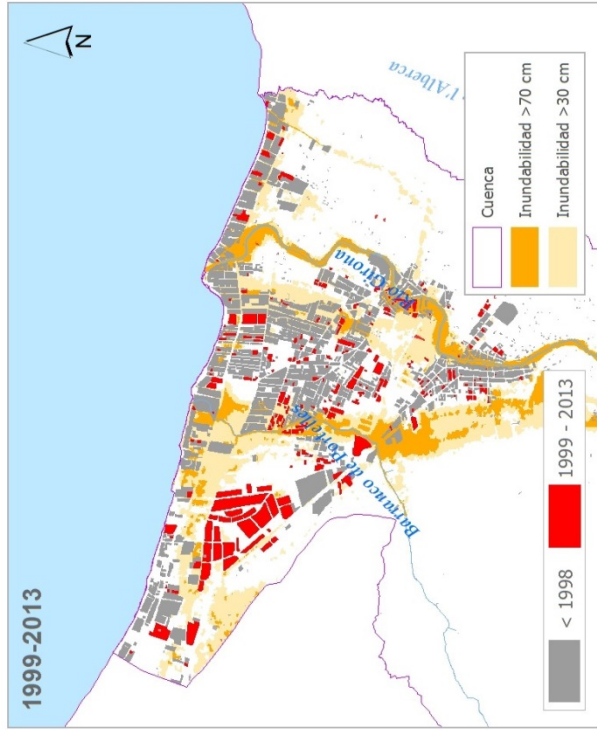 1999-2013
N
l'Alberca
Río Girona
Barranco de Portelles
< 1998
1999 - 2013
Cuenca
Inundabilidad >70 cm
Inundabilidad >30 cm